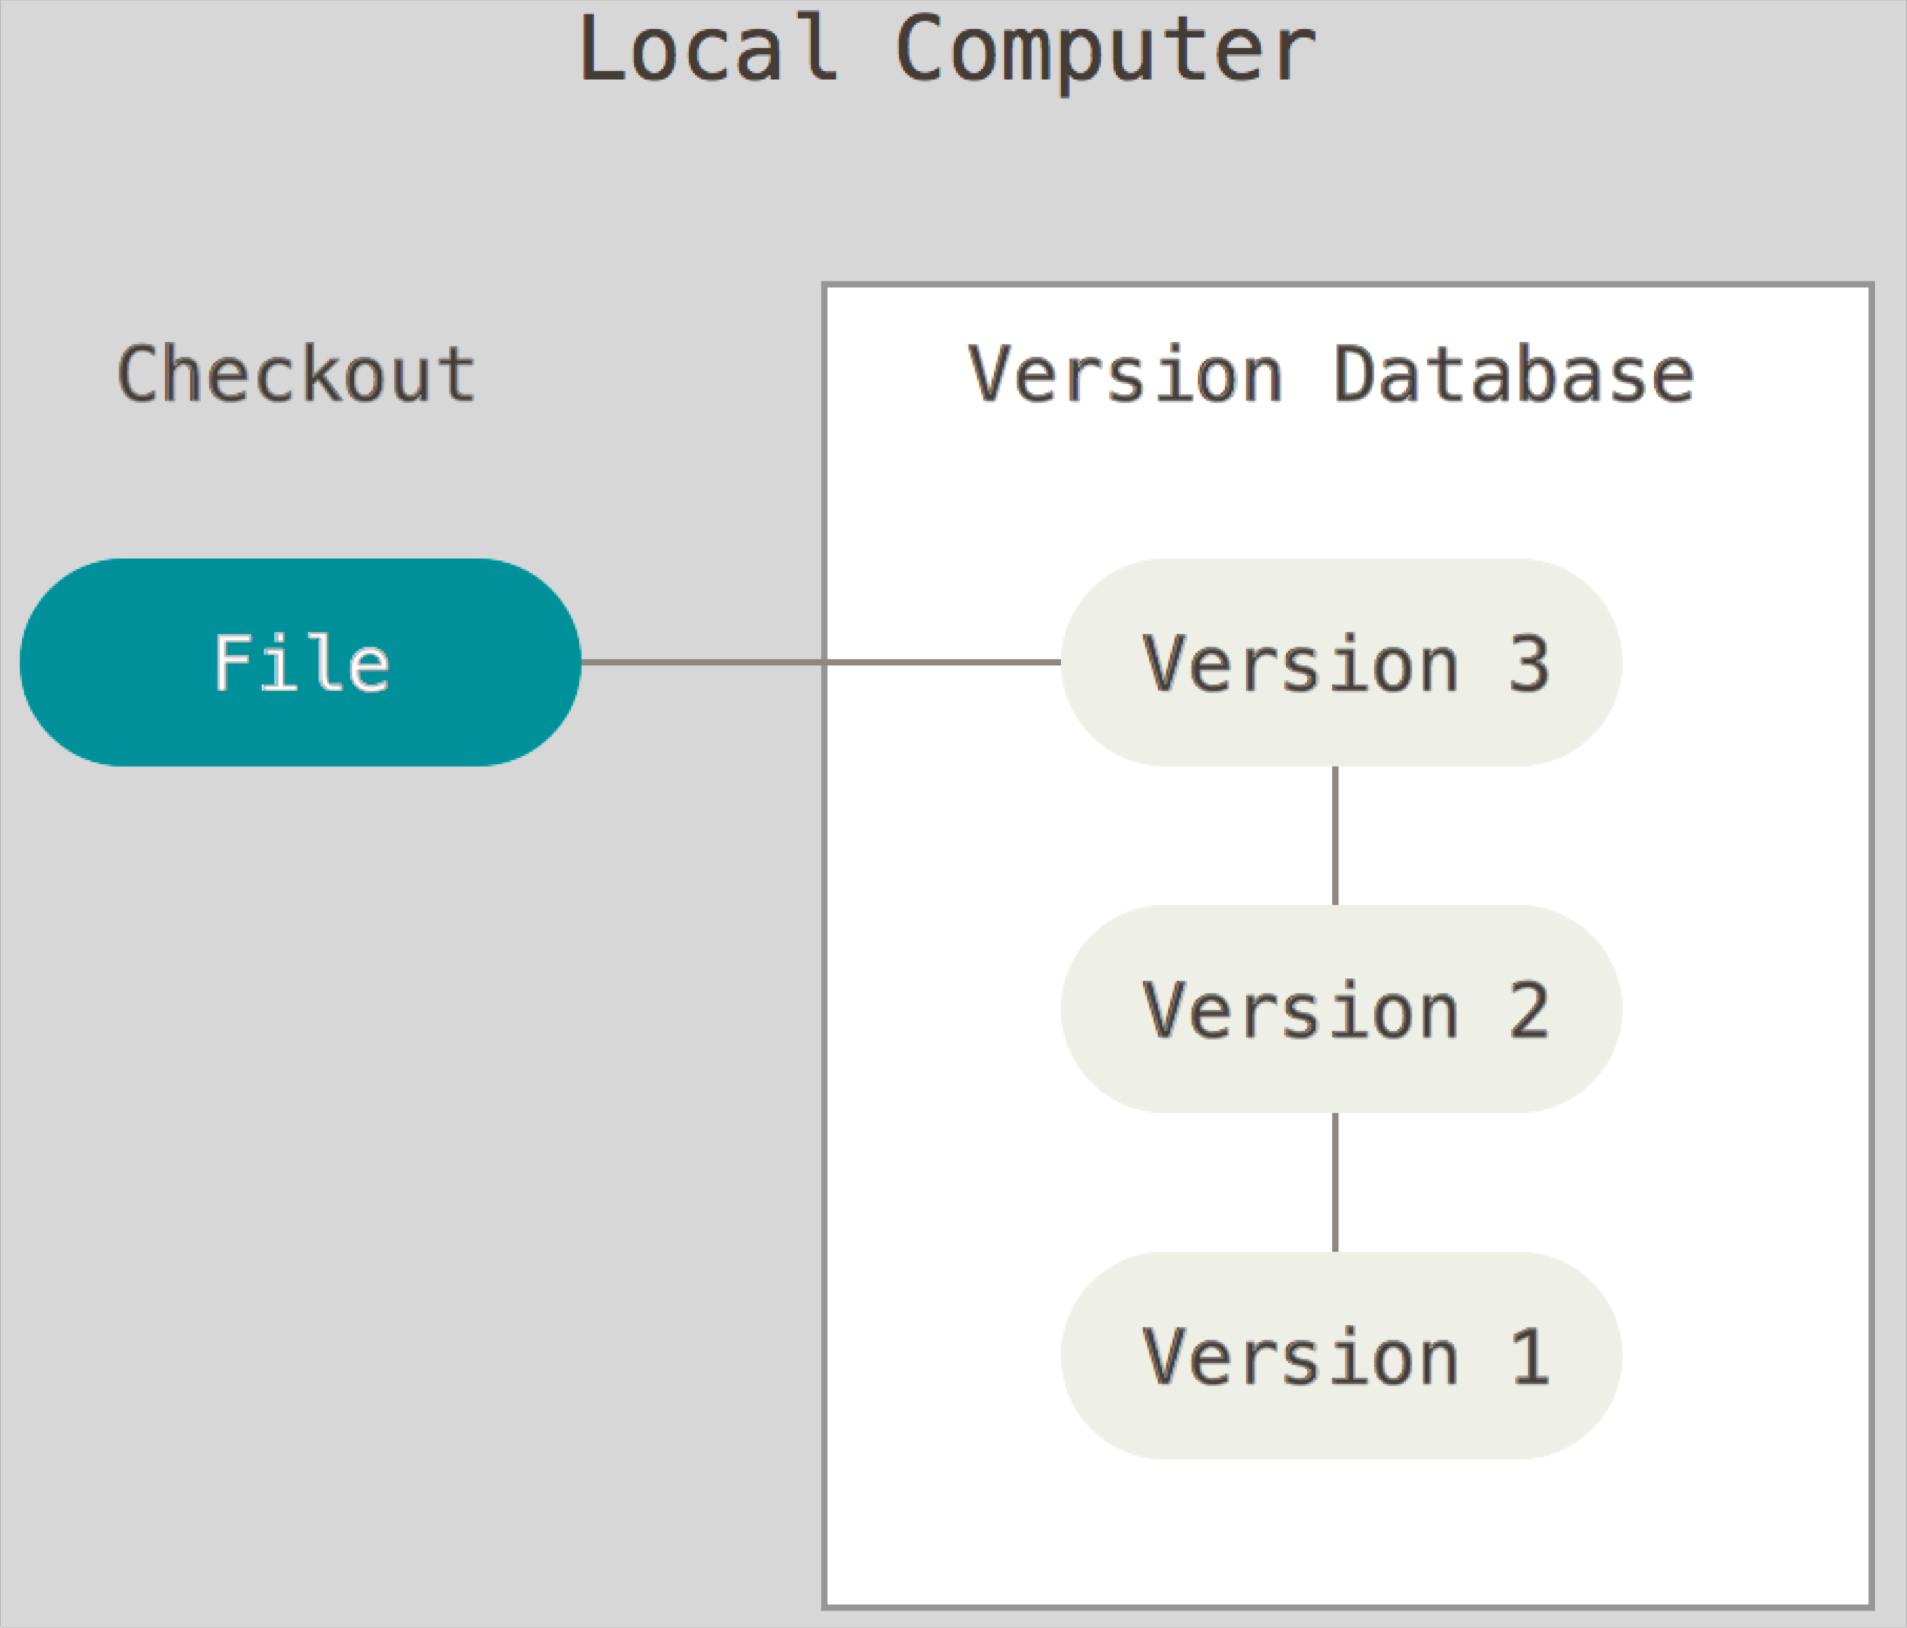 Local Computer
Checkout
Version Database
File
Version 3
Version 2
Version 1